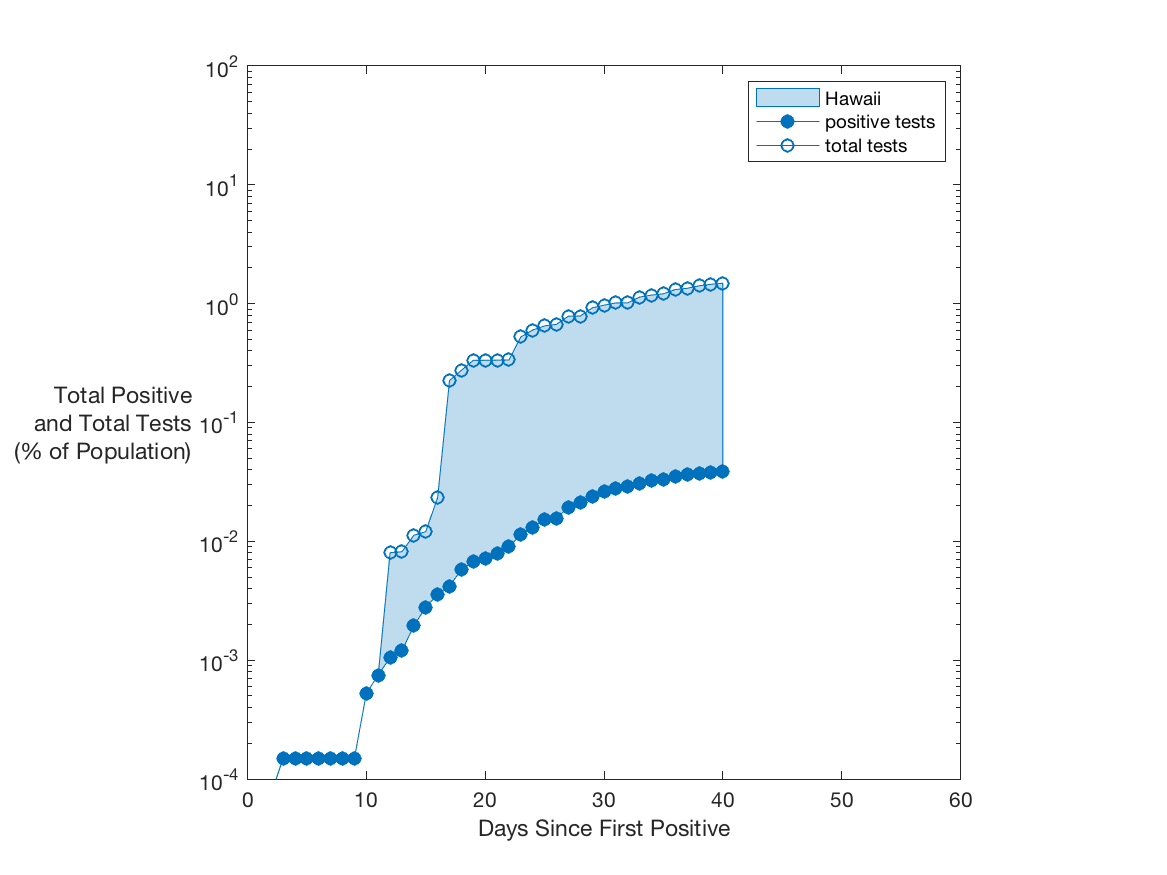 10^2
10^1
10^0
10^-1
10^-2
10^-3
10^-4
Total Positive
and Total Tests
(% of Population)
Hawaii
positive tests
total tests
0 10 20 30 40 50 60
Days Since First Positive